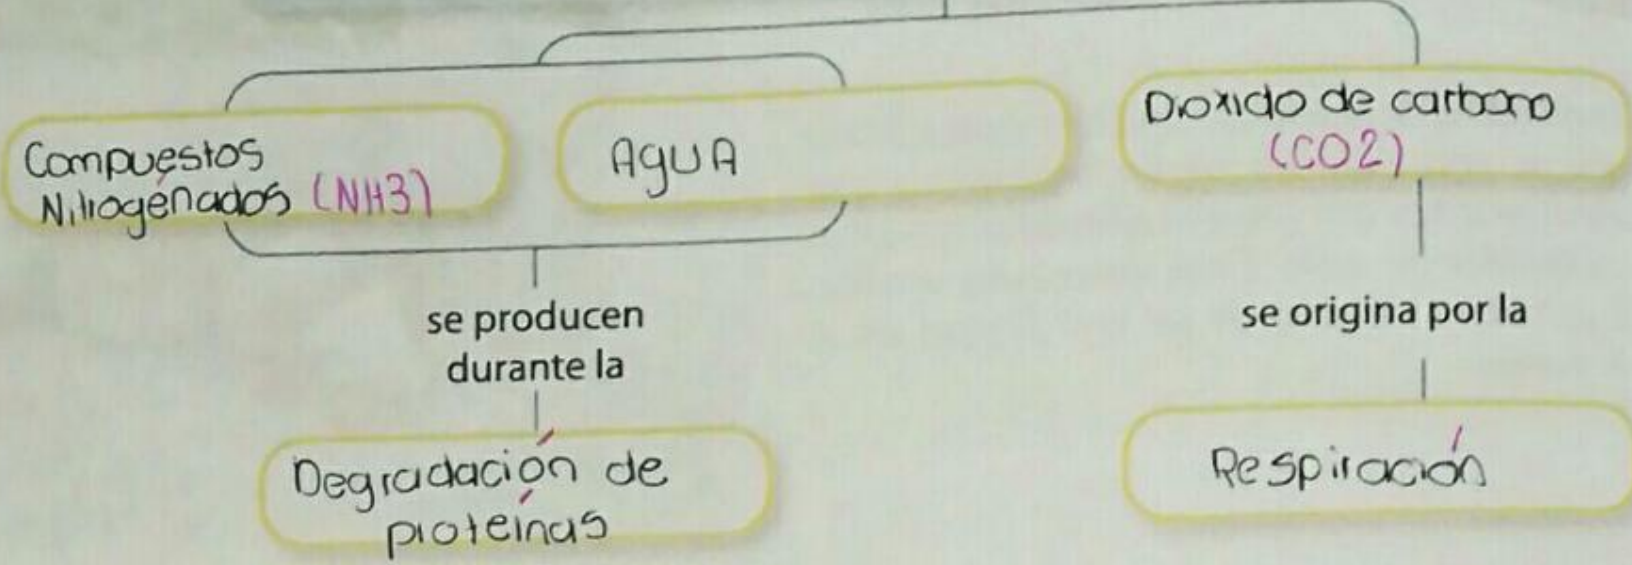 Compuestos
Nitrogénados (NH3)
AgUA
Dioxido de carbono
(CO2)
se producen
durante la
se origina por la
Degradación de
proteínas
Respiración